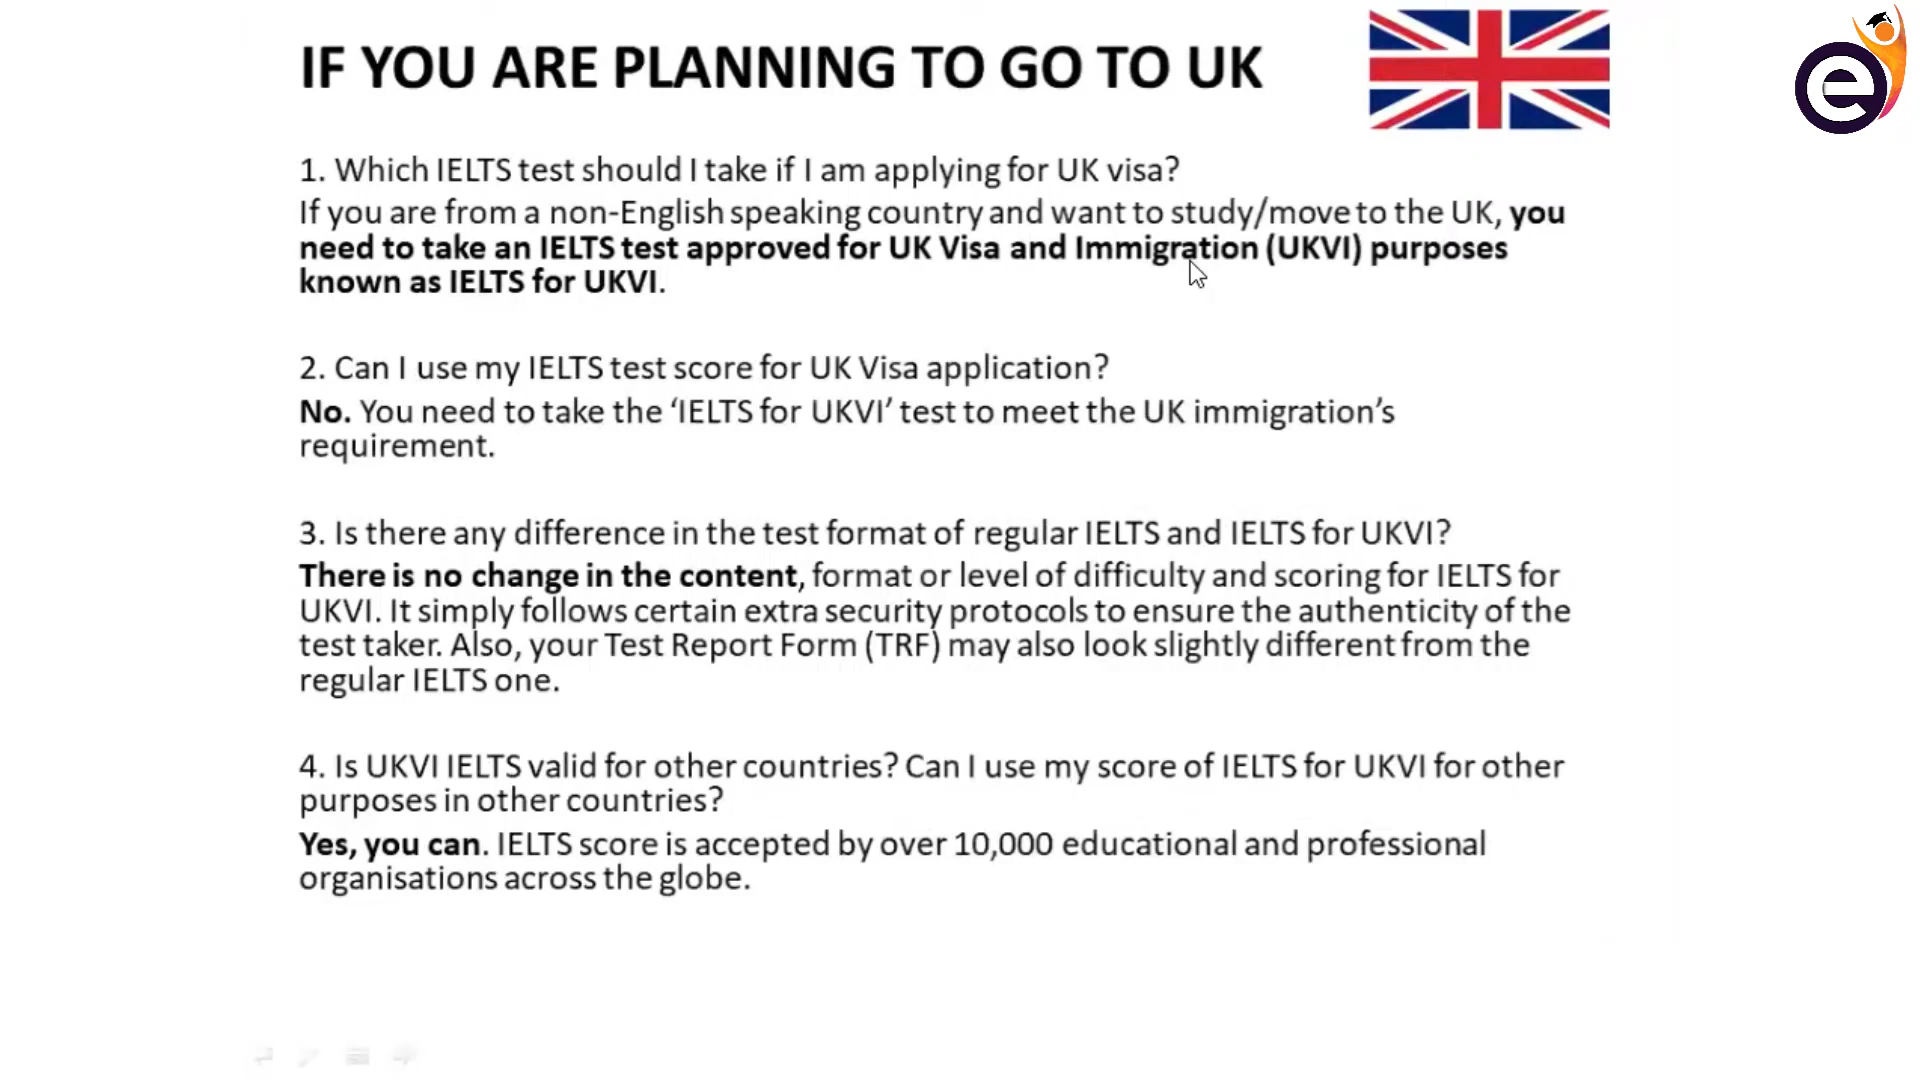 IF YOU ARE PLANNING TO GO TO UK
e
1. Which IELTS test should I take if I am applying for UK visa?
If you are from a non-English speaking country and want to study/move to the UK, you
need to take an IELTS test approved for UK Visa and Immigration (UKVI) purposes
known as IELTS for UKVI.
2. Can I use my IELTS test score for UK Visa application?
No. You need to take the ‘IELTS for UKVI’ test to meet the UK immigration’s
requirement.
3. Is there any difference in the test format of regular IELTS and IELTS for UKVI?
There is no change in the content, format or level of difficulty and scoring for IELTS for
UKVI. It simply follows certain extra security protocols to ensure the authenticity of the
test taker. Also, your Test Report Form (TRF) may also look slightly different from the
regular IELTS one.
4. Is UKVI IELTS valid for other countries? Can I use my score of IELTS for UKVI for other
purposes in other countries?
Yes, you can. IELTS score is accepted by over 10,000 educational and professional
organisations across the globe.